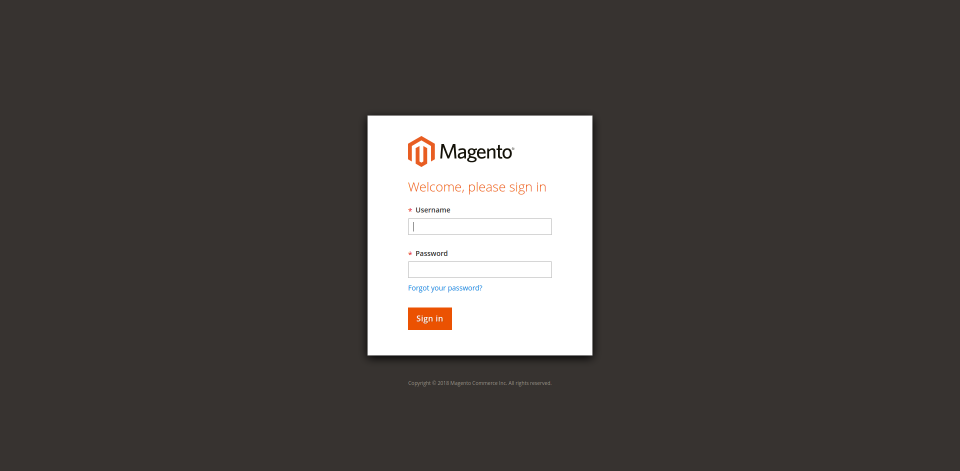 Magento
Welcome, please sign in
* Username
* Password
Forgot your password?
Sign in
Copyright © 2018 Magento Commerce Inc. All rights reserved.